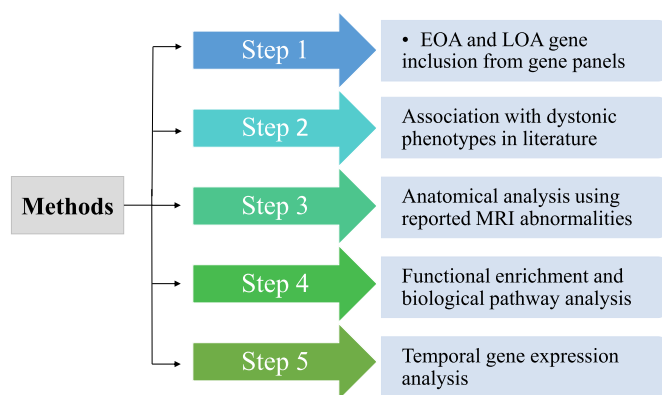 Methods
Step 1
• EOA and LOA gene
inclusion from gene panels
Step 2
Association with dystonic
phenotypes in literature
Step 3
Anatomical analysis using
reported MRI abnormalities
Step 4
Functional enrichment and
biological pathway analysis
Step 5
Temporal gene expression
analysis